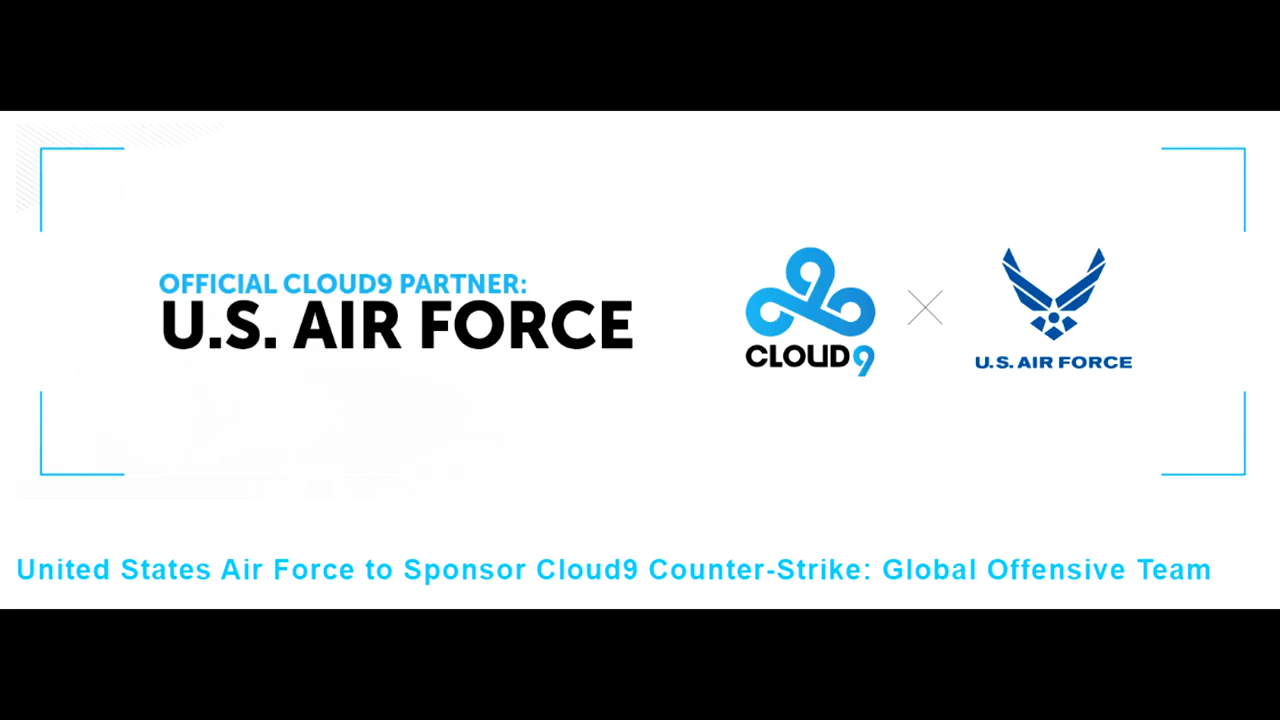 OFFICIAL CLOUD9 PARTNER:
U.S. AIR FORCE
CLOUD9
U.S. AIR FORCE
United States Air Force to Sponsor Cloud9 Counter-Strike: Global Offensive Team